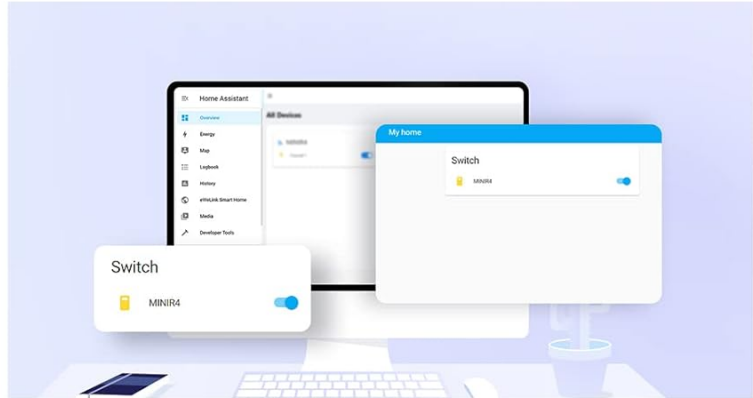 Home Assistant
Overview
All Devices
Energy
Map
Logbook
History
eWeLink Smart Home
Media
Developer Tools
My home
Switch
MINIR4
Switch
MINIR4